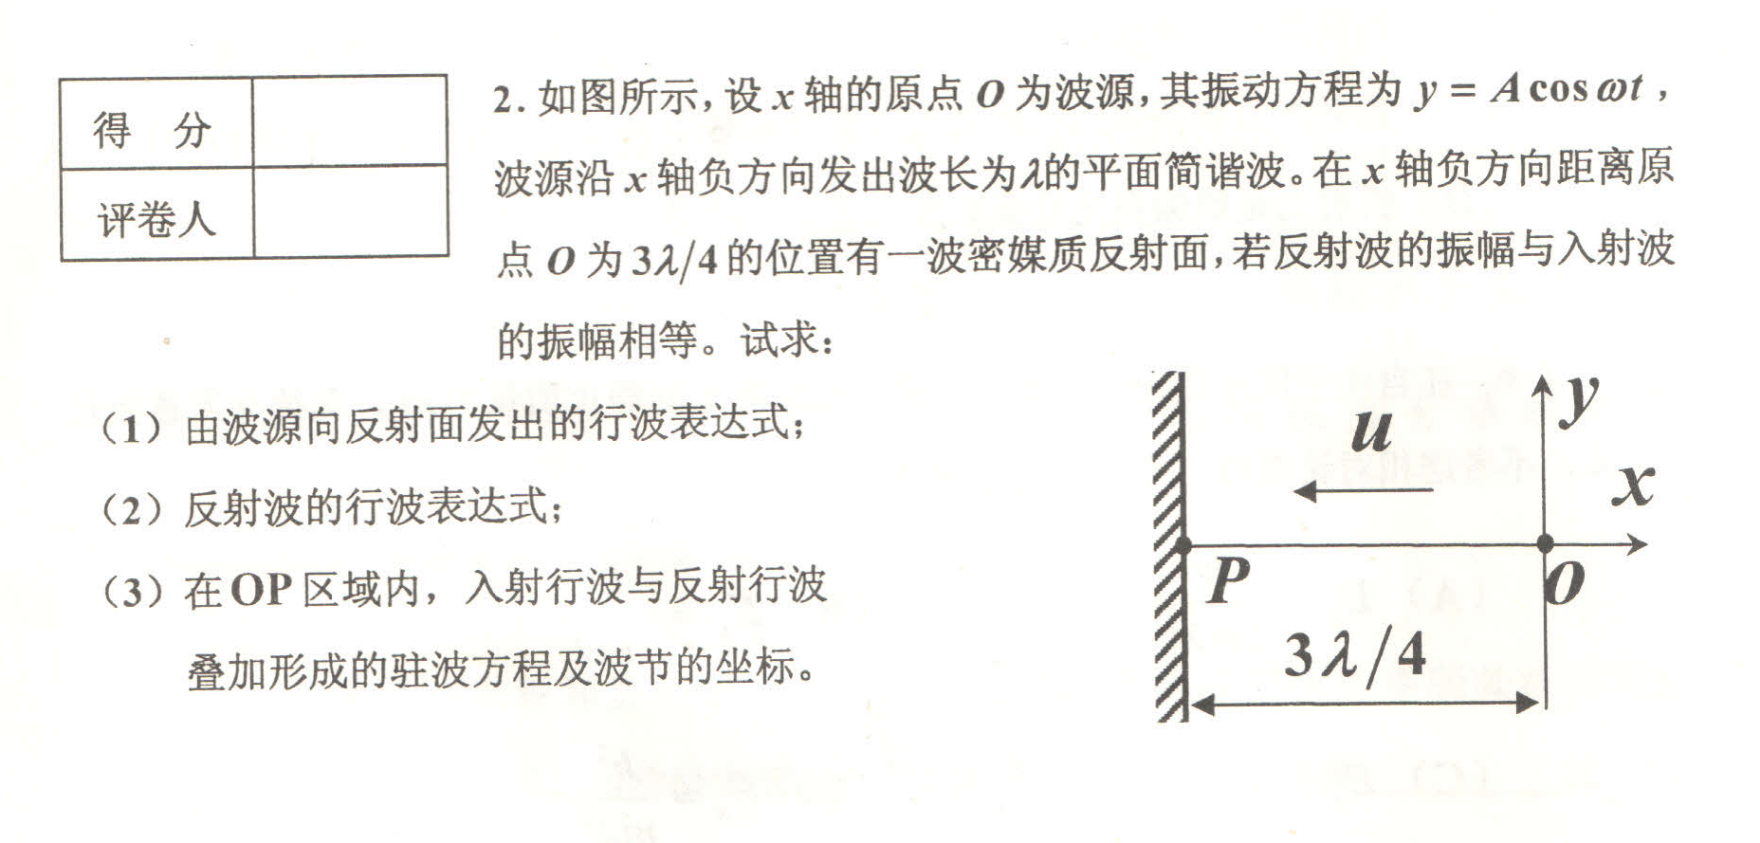 得 分
评卷人
2. 如图所示，设 x 轴的原点 O 为波源，其振动方程为 y = A cos ωt，
波源沿 x 轴负方向发出波长为λ的平面简谐波。在 x 轴负方向距离原
点 O 为 3λ/4 的位置有一波密媒质反射面，若反射波的振幅与入射波
的振幅相等。试求：
（1）由波源向反射面发出的行波表达式；
（2）反射波的行波表达式；
（3）在OP区域内，入射行波与反射行波
叠加形成的驻波方程及波节的坐标。
y
u
x
P
O
3λ/4